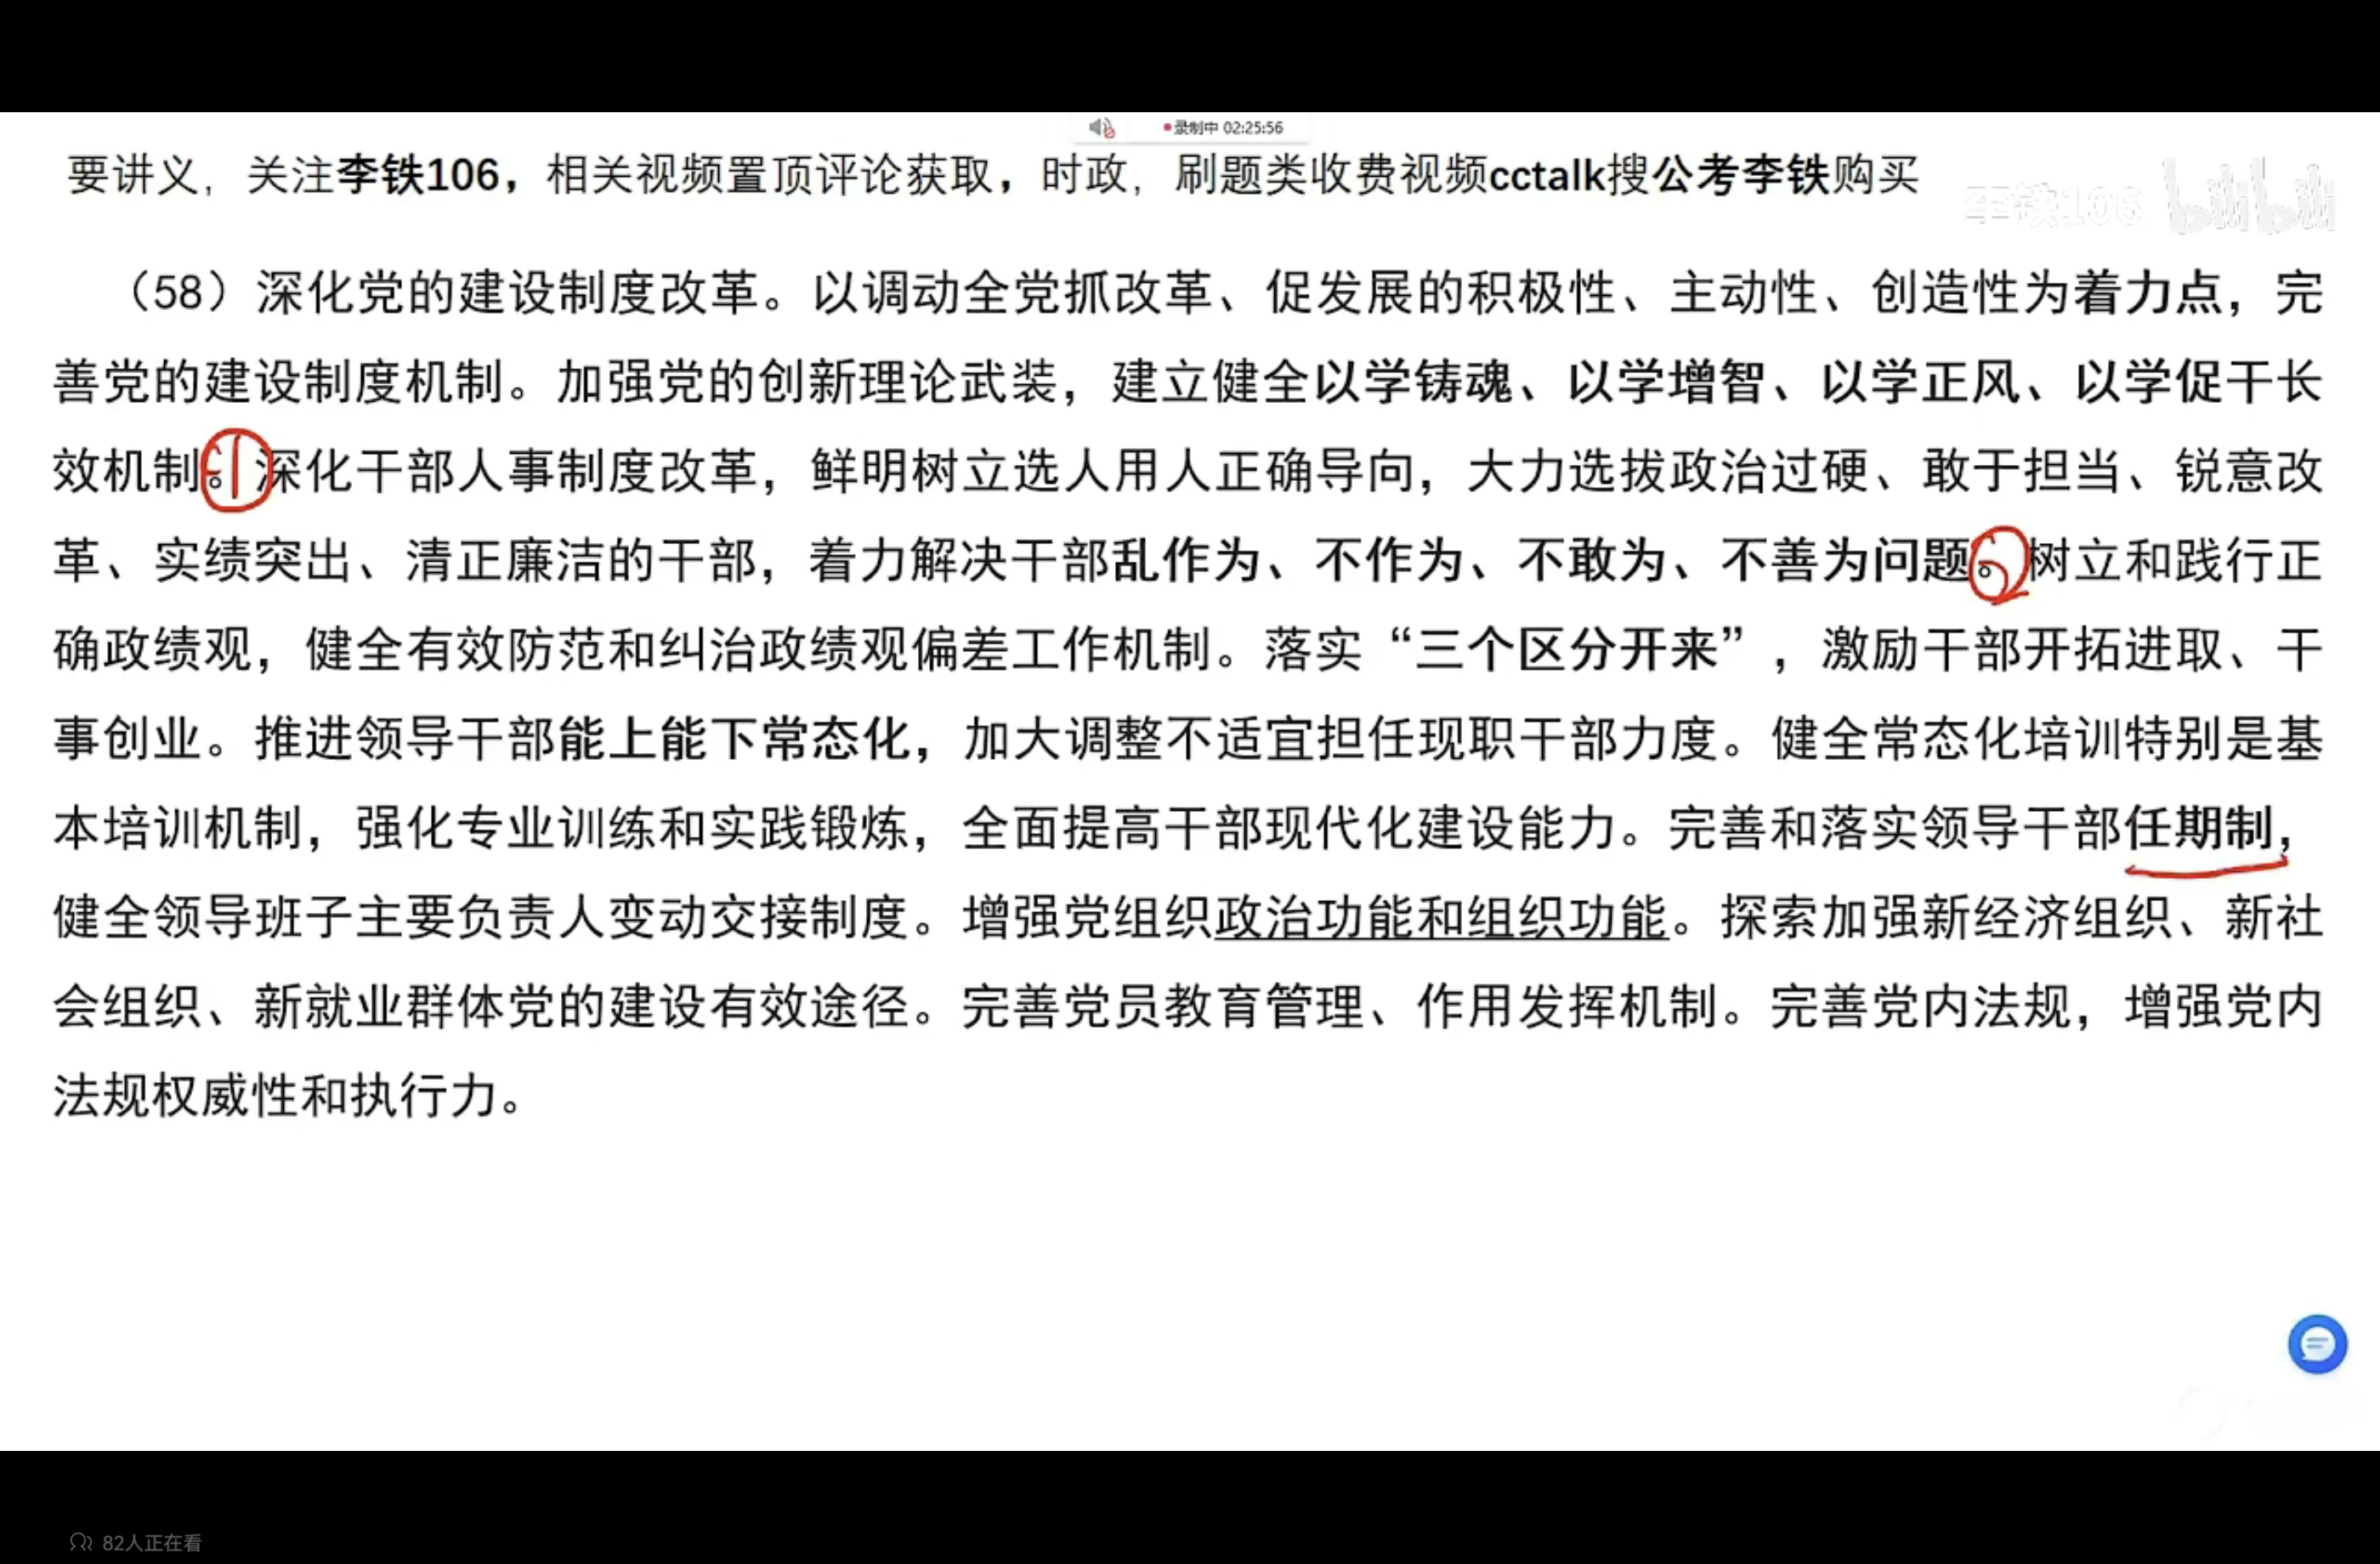 录制中 02:25:56
要讲义，关注李铁106，相关视频置顶评论获取，时政，刷题类收费视频cctalk搜公考李铁购买
李铁106 bilibili
（58）深化党的建设制度改革。以调动全党抓改革、促发展的积极性、主动性、创造性为着力点，完
善党的建设制度机制。加强党的创新理论武装，建立健全以学铸魂、以学增智、以学正风、以学促干长
效机制。①深化干部人事制度改革，鲜明树立选人用人正确导向，大力选拔政治过硬、敢于担当、锐意改
革、实绩突出、清正廉洁的干部，着力解决干部乱作为、不作为、不敢为、不善为问题。②树立和践行正
确政绩观，健全有效防范和纠治政绩观偏差工作机制。落实“三个区分开来”，激励干部开拓进取、干
事创业。推进领导干部能上能下常态化，加大调整不适宜担任现职干部力度。健全常态化培训特别是基
本培训机制，强化专业训练和实践锻炼，全面提高干部现代化建设能力。完善和落实领导干部任期制，
健全领导班子主要负责人变动交接制度。增强党组织政治功能和组织功能。探索加强新经济组织、新社
会组织、新就业群体党的建设有效途径。完善党员教育管理、作用发挥机制。完善党内法规，增强党内
法规权威性和执行力。
82人正在看